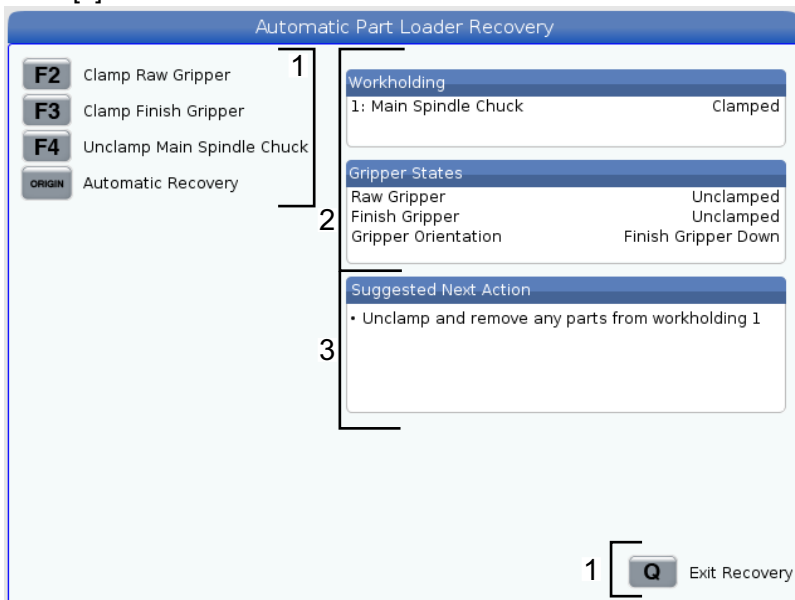 Automatic Part Loader Recovery
F2 Clamp Raw Gripper
F3 Clamp Finish Gripper
F4 Unclamp Main Spindle Chuck
ORIGIN Automatic Recovery
1
Workholding
1: Main Spindle Chuck Clamped
Gripper States
Raw Gripper Unclamped
Finish Gripper Unclamped
Gripper Orientation Finish Gripper Down
2
Suggested Next Action
• Unclamp and remove any parts from workholding 1
3
1
Q Exit Recovery